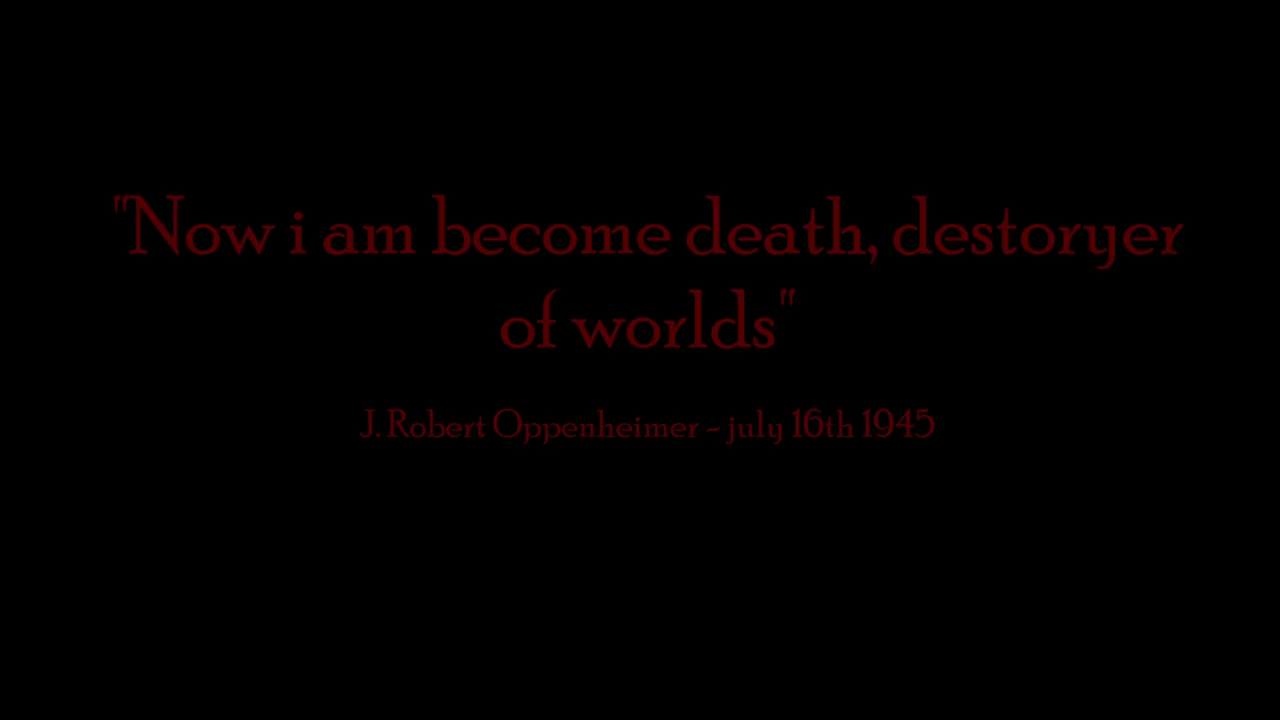 "Now i am become death, destoryer
of worlds"
J. Robert Oppenheimer - july 16th 1945